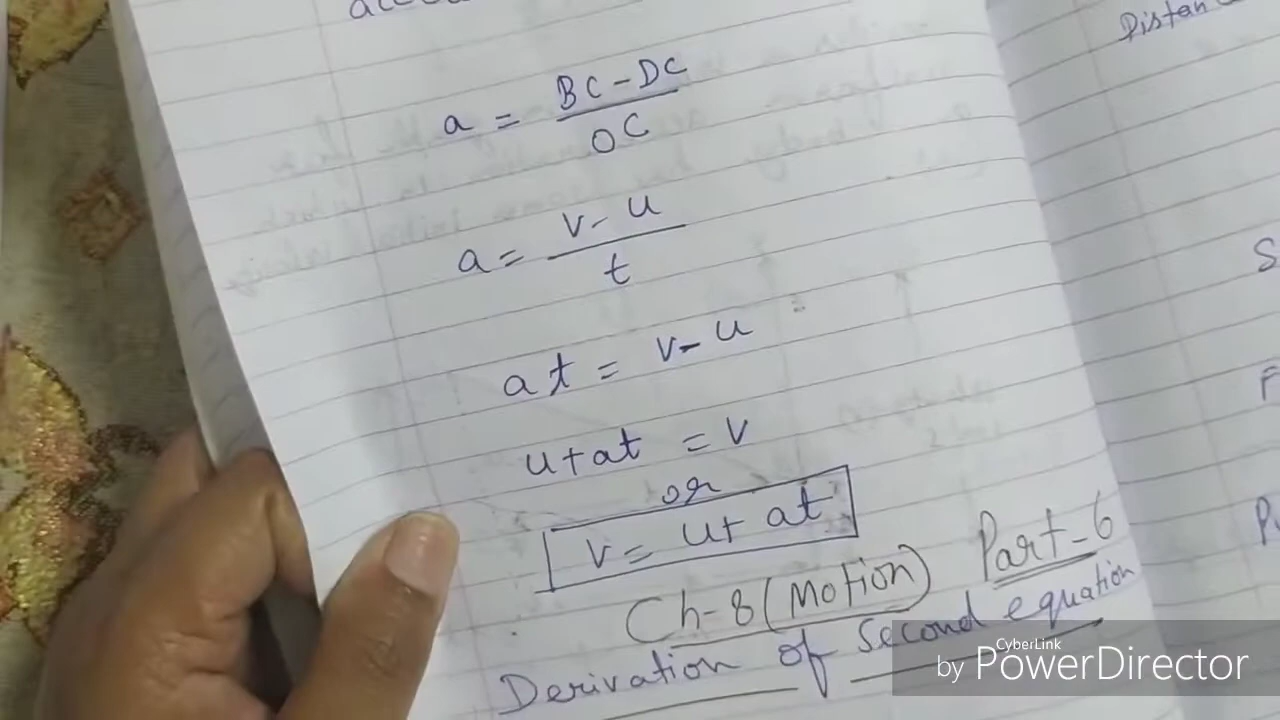 a = BC - DC / OC
a = v - u / t
at = v - u
u + at = v
or
v = u + at
Ch-8 (Motion) Part-6
Derivation of Second equation
Distan
S
F
CyberLink
by PowerDirector